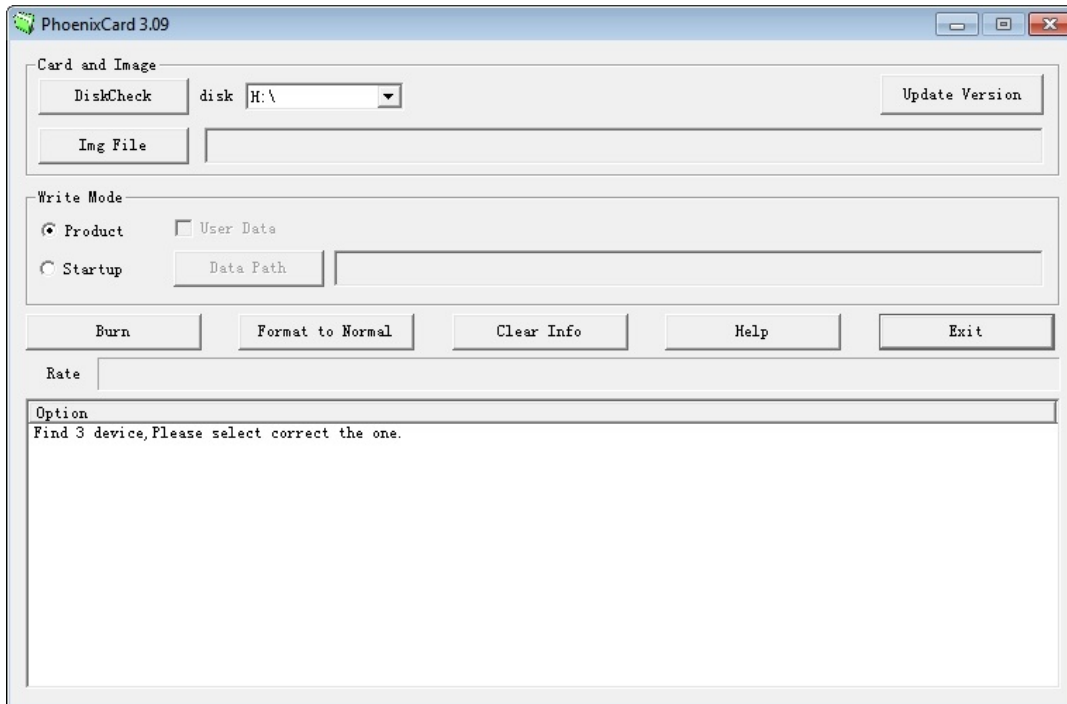 PhoenixCard 3.09
Card and Image
DiskCheck disk H:\ Update Version
Img File
Write Mode
Product User Data
Startup Data Path
Burn Format to Normal Clear Info Help Exit
Rate
Option
Find 3 device,Please select correct the one.